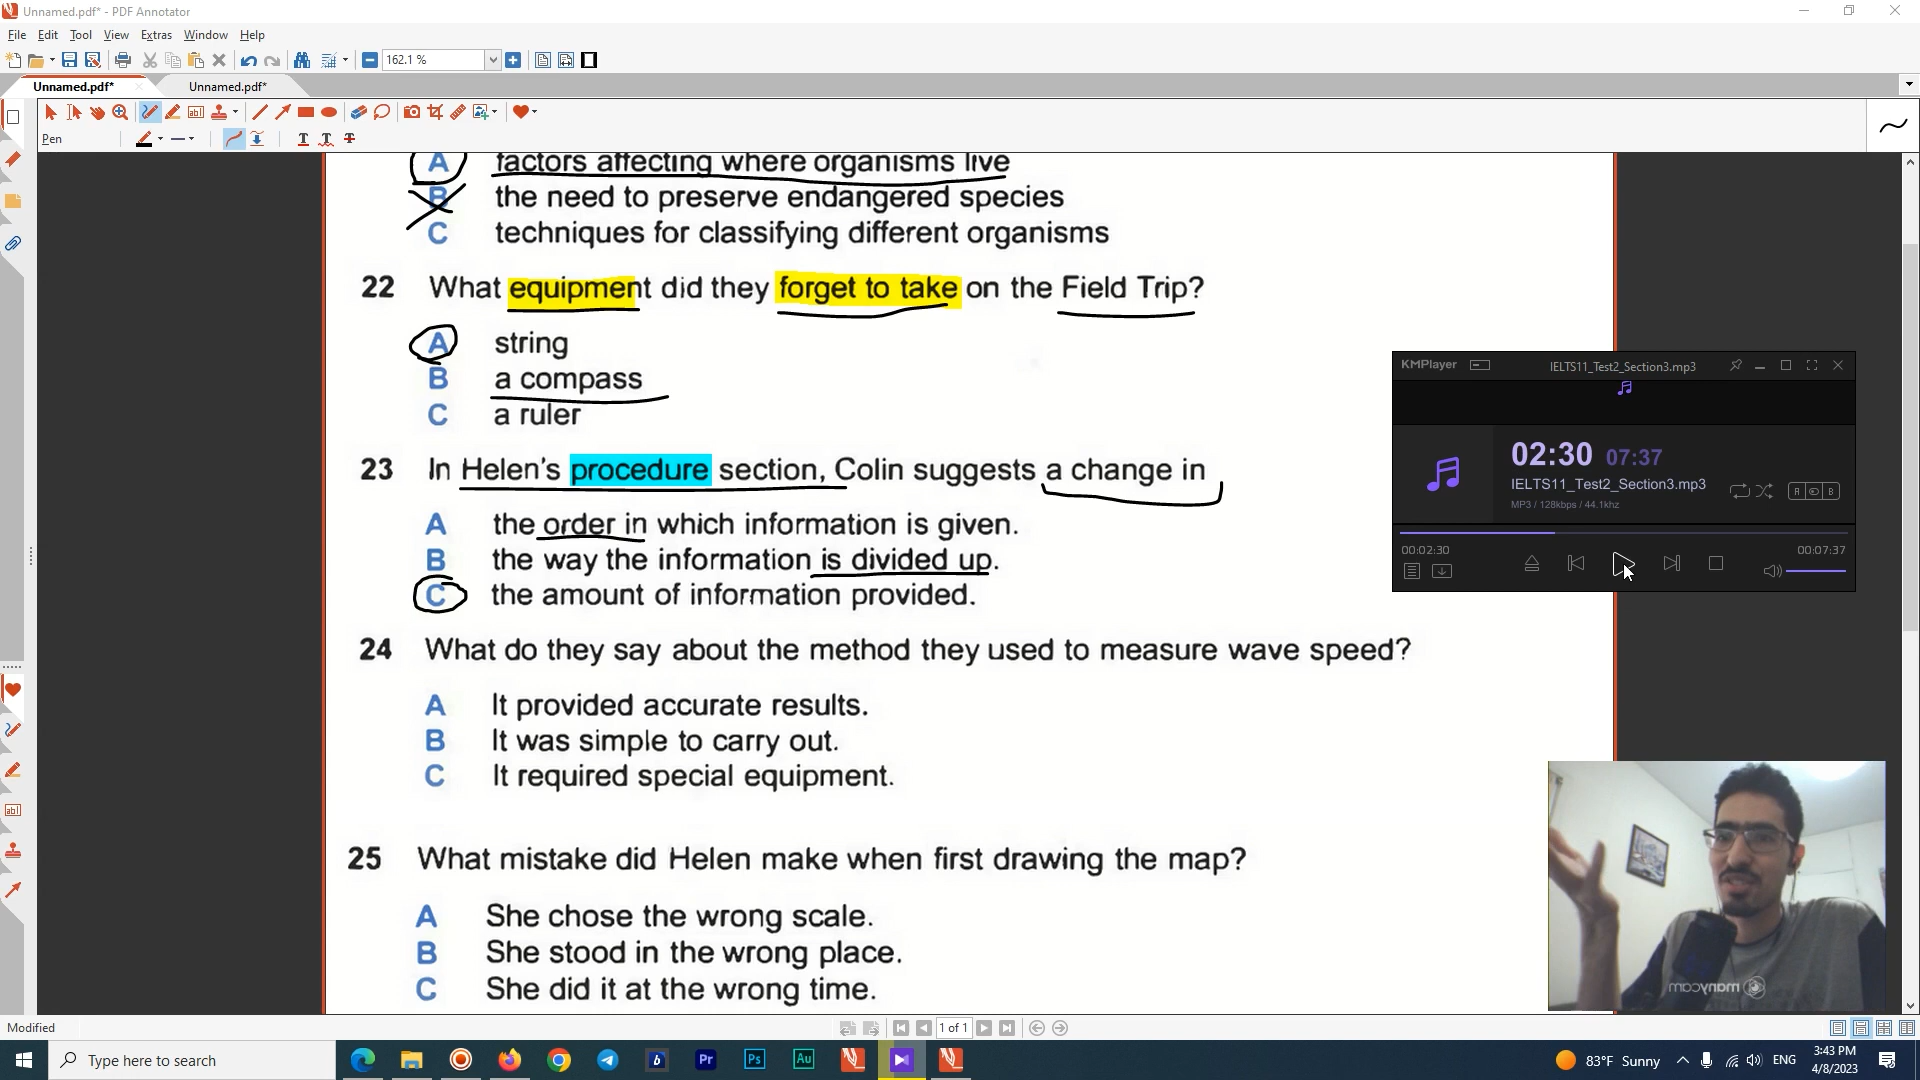 Unnamed.pdf* - PDF Annotator
File Edit Tool View Extras Window Help
162.1 %
Unnamed.pdf* Unnamed.pdf*
Pen
A factors affecting where organisms live
B the need to preserve endangered species
C techniques for classifying different organisms
22 What equipment did they forget to take on the Field Trip?
A string
B a compass
C a ruler
23 In Helen's procedure section, Colin suggests a change in
A the order in which information is given.
B the way the information is divided up.
C the amount of information provided.
24 What do they say about the method they used to measure wave speed?
A It provided accurate results.
B It was simple to carry out.
C It required special equipment.
25 What mistake did Helen make when first drawing the map?
A She chose the wrong scale.
B She stood in the wrong place.
C She did it at the wrong time.
KMPlayer IELTS11_Test2_Section3.mp3
02:30 07:37
IELTS11_Test2_Section3.mp3
MP3 / 128kbps / 44.1khz
00:02:30 00:07:37
manycam
Modified 1 of 1
Type here to search
b Pr Ps Au
83°F Sunny ENG 3:43 PM
4/8/2023